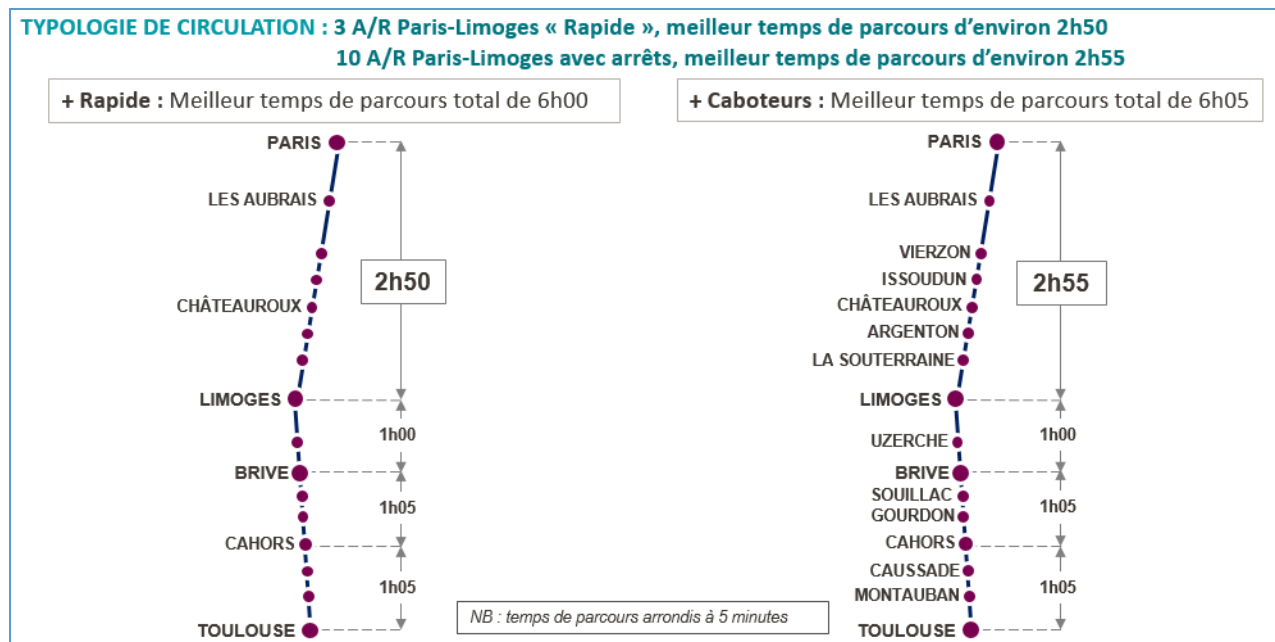 TYPOLOGIE DE CIRCULATION : 3 A/R Paris-Limoges « Rapide », meilleur temps de parcours d’environ 2h50
10 A/R Paris-Limoges avec arrêts, meilleur temps de parcours d’environ 2h55
+ Rapide : Meilleur temps de parcours total de 6h00
PARIS
LES AUBRAIS
2h50
CHÂTEAUROUX
LIMOGES
1h00
BRIVE
1h05
CAHORS
1h05
TOULOUSE
+ Caboteurs : Meilleur temps de parcours total de 6h05
PARIS
LES AUBRAIS
VIERZON
ISSOUDUN
2h55
CHÂTEAUROUX
ARGENTON
LA SOUTERRAINE
LIMOGES
UZERCHE
1h00
BRIVE
SOUILLAC
1h05
GOURDON
CAHORS
CAUSSADE
1h05
MONTAUBAN
TOULOUSE
NB : temps de parcours arrondis à 5 minutes